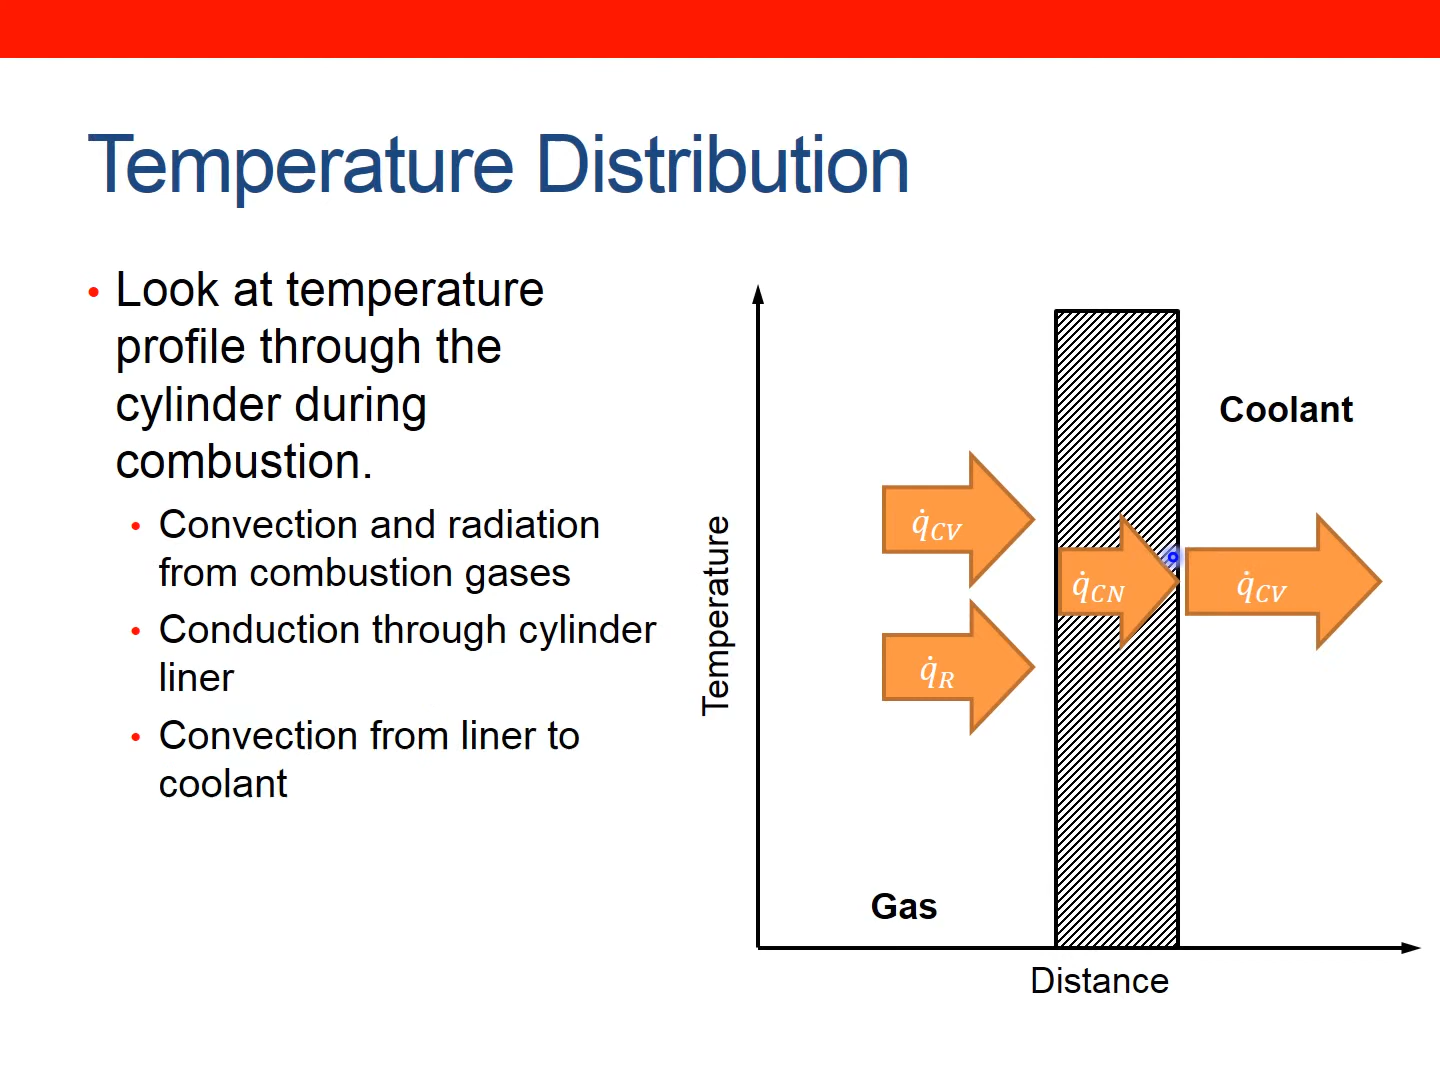 Temperature Distribution
• Look at temperature
profile through the
cylinder during
combustion.
• Convection and radiation
from combustion gases
• Conduction through cylinder
liner
• Convection from liner to
coolant
Temperature
Coolant
q̇CV
q̇CN
q̇CV
q̇R
Gas
Distance